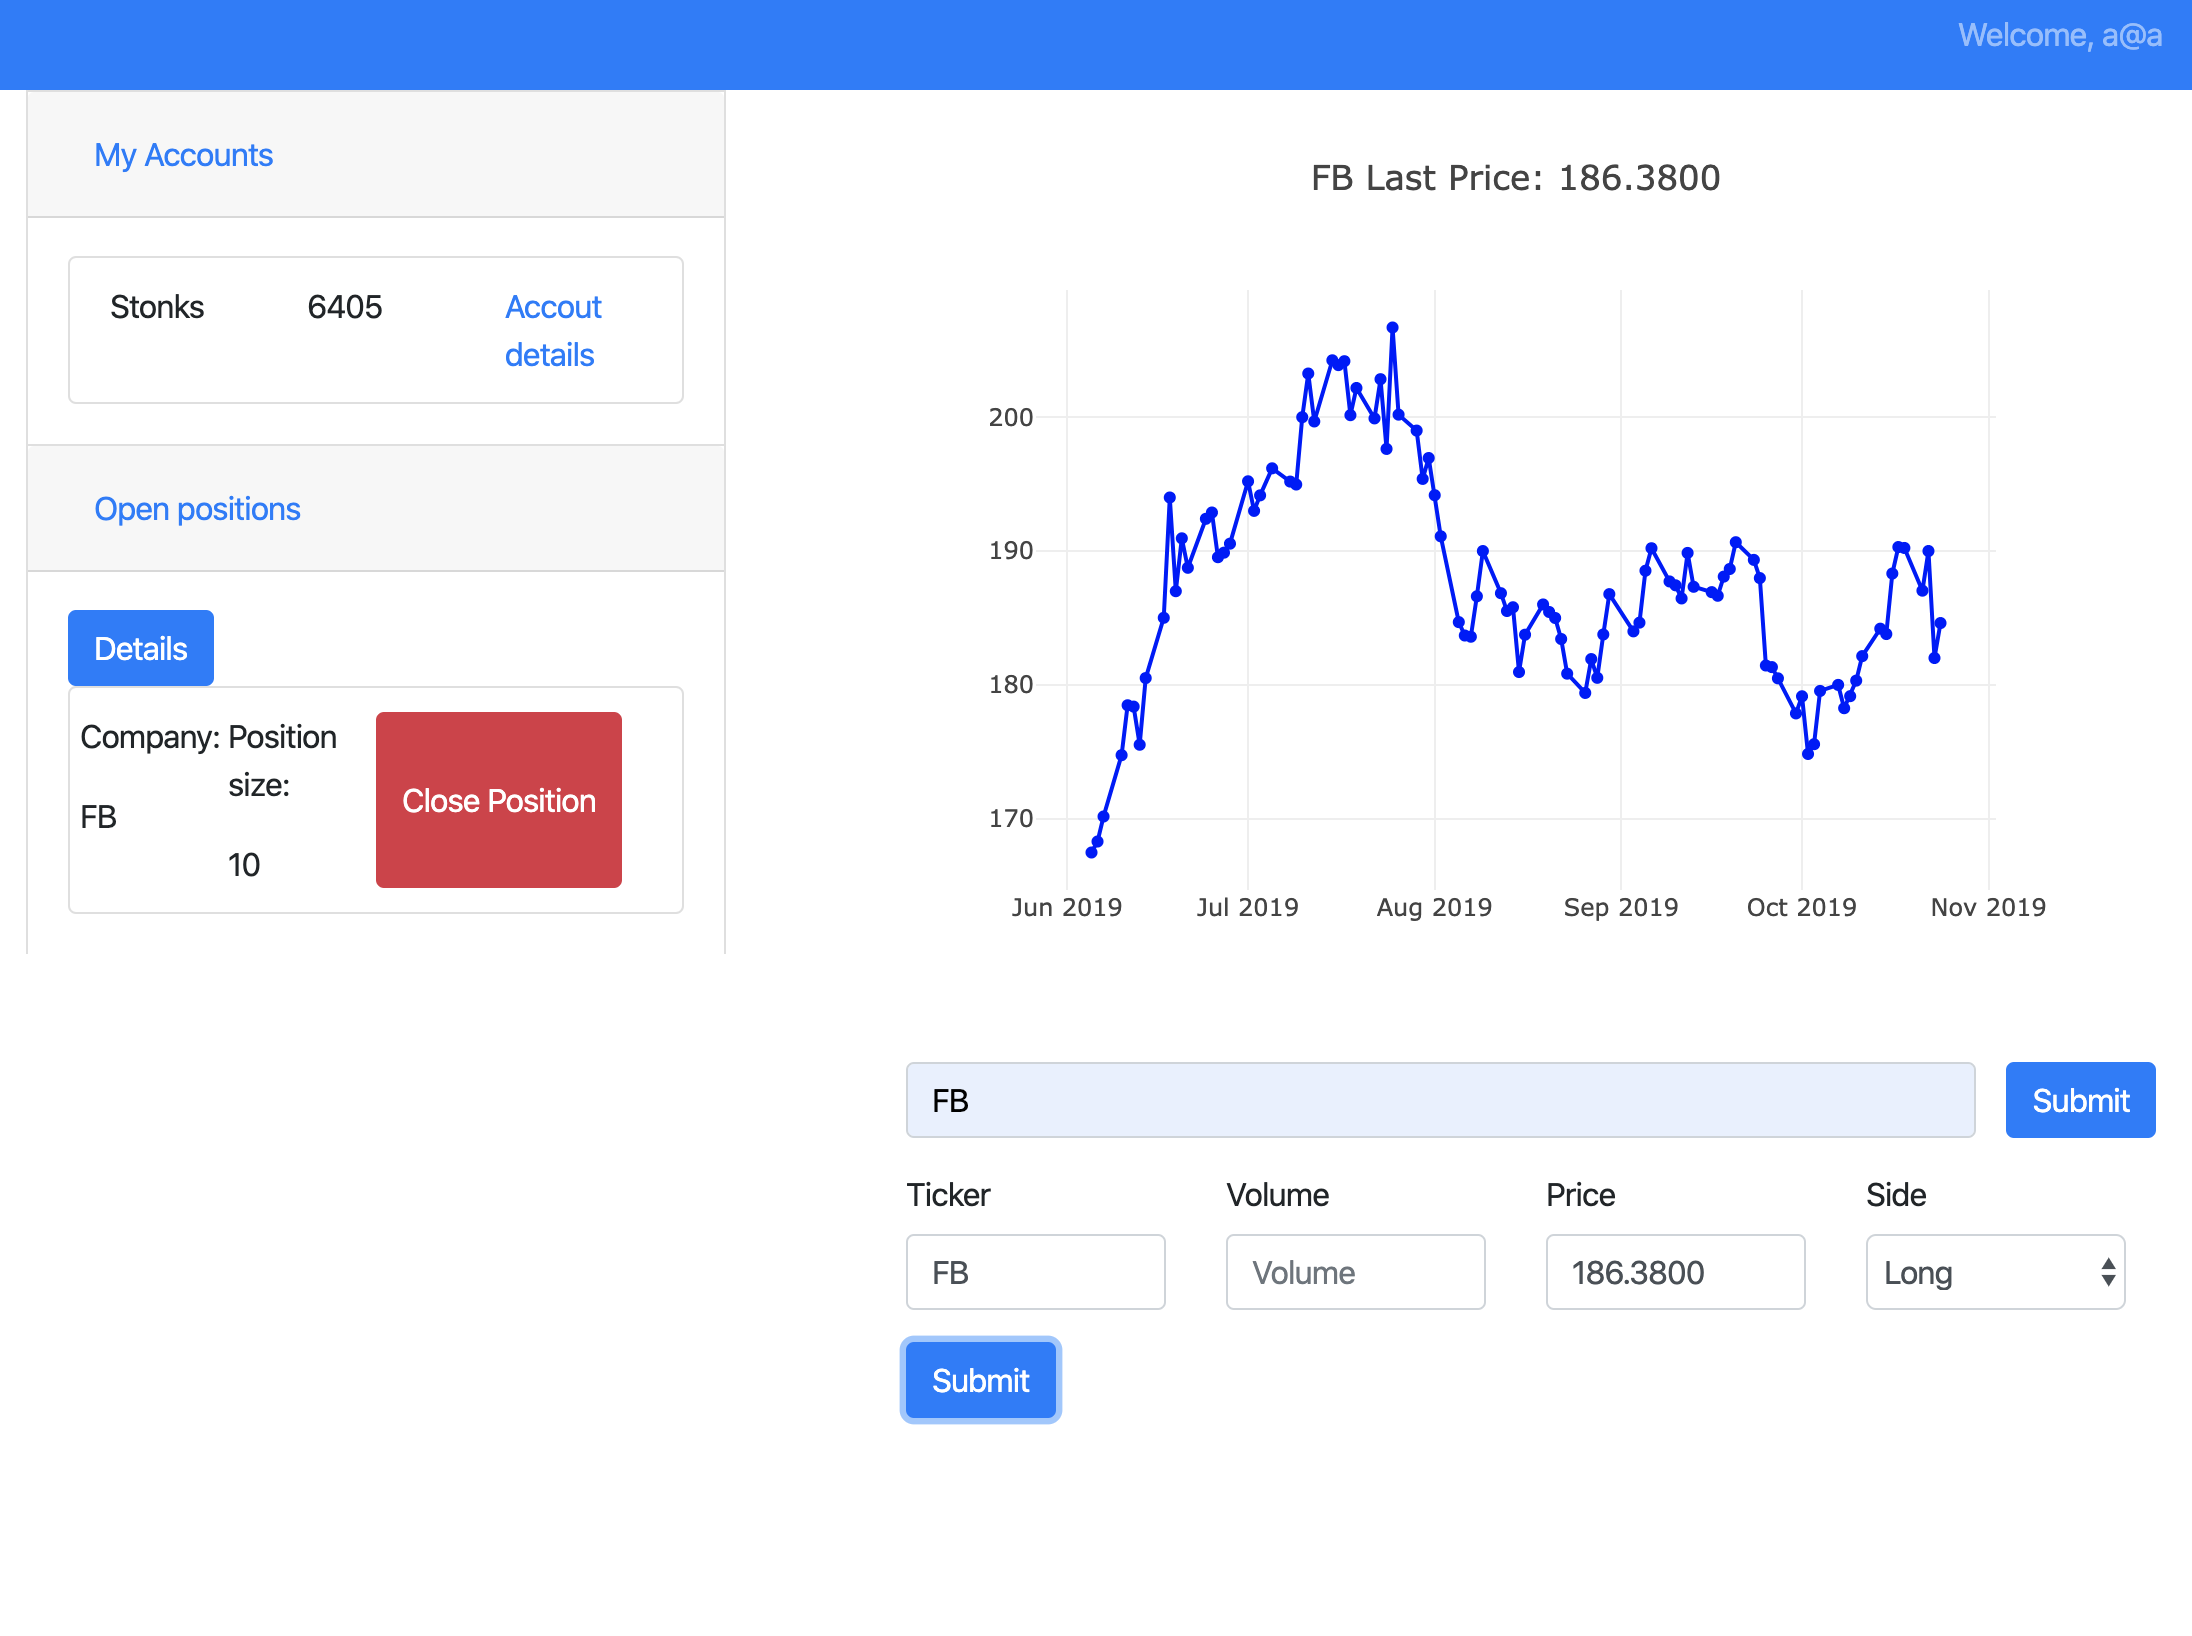 Welcome, a@a
My Accounts
Stonks 6405 Accout
details
Open positions
Details
Company: Position
size:
FB
10
Close Position
FB Last Price: 186.3800
200
190
180
170
Jun 2019 Jul 2019 Aug 2019 Sep 2019 Oct 2019 Nov 2019
FB Submit
Ticker Volume Price Side
FB Volume 186.3800 Long
Submit